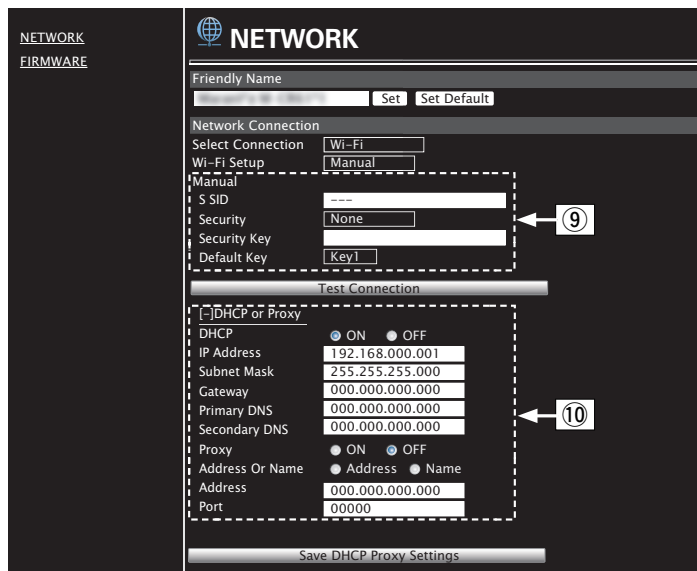 NETWORK
FIRMWARE
NETWORK
Friendly Name
Set Set Default
Network Connection
Select Connection Wi-Fi
Wi-Fi Setup Manual
Manual
S SID ---
Security None
Security Key
Default Key Key1
⑨
Test Connection
[-]DHCP or Proxy
DHCP ON OFF
IP Address 192.168.000.001
Subnet Mask 255.255.255.000
Gateway 000.000.000.000
Primary DNS 000.000.000.000
Secondary DNS 000.000.000.000
⑩
Proxy ON OFF
Address Or Name Address Name
Address 000.000.000.000
Port 00000
Save DHCP Proxy Settings